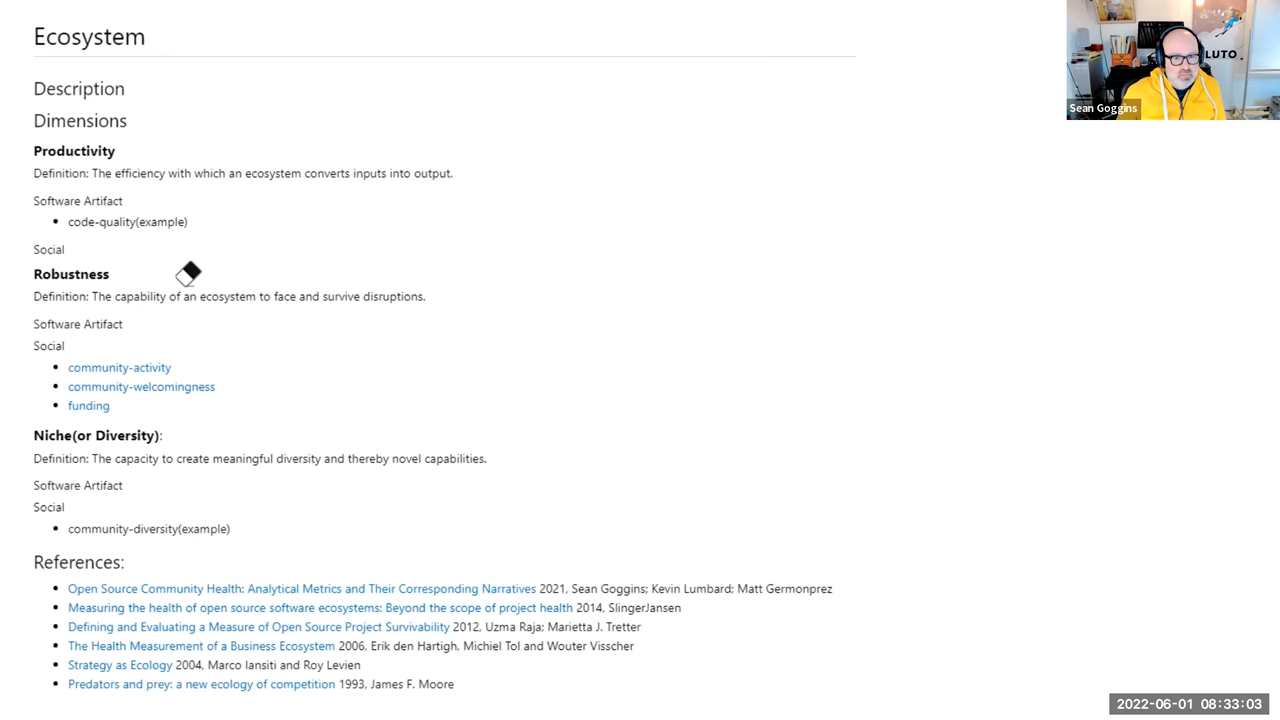 Ecosystem
Description
Dimensions
Productivity
Definition: The efficiency with which an ecosystem converts inputs into output.
Software Artifact
code-quality(example)
Social
Robustness
Definition: The capability of an ecosystem to face and survive disruptions.
Software Artifact
Social
community-activity
community-welcomingness
funding
Niche(or Diversity):
Definition: The capacity to create meaningful diversity and thereby novel capabilities.
Software Artifact
Social
community-diversity(example)
References:
Open Source Community Health: Analytical Metrics and Their Corresponding Narratives 2021, Sean Goggins; Kevin Lumbard; Matt Germonprez
Measuring the health of open source software ecosystems: Beyond the scope of project health 2014, SlingerJansen
Defining and Evaluating a Measure of Open Source Project Survivability 2012, Uzma Raja; Marietta J. Tretter
The Health Measurement of a Business Ecosystem 2006, Erik den Hartigh, Michiel Tol and Wouter Visscher
Strategy as Ecology 2004, Marco Iansiti and Roy Levien
Predators and prey: a new ecology of competition 1993, James F. Moore
LUTO
Sean Goggins
2022-06-01 08:33:03